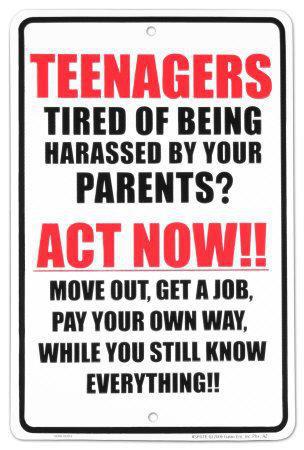 TEENAGERS
TIRED OF BEING
HARASSED BY YOUR
PARENTS?
ACT NOW!!
MOVE OUT, GET A JOB,
PAY YOUR OWN WAY,
WHILE YOU STILL KNOW
EVERYTHING!!